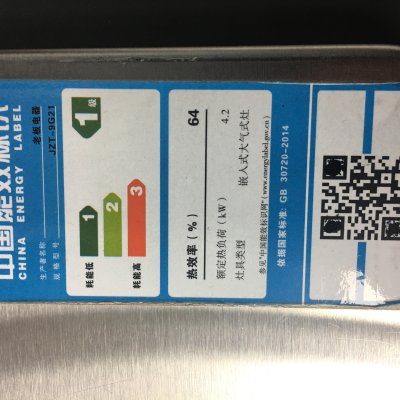 中国能效标识
CHINA ENERGY LABEL
生产者名称： 老板电器
规格型号： JZT-9G21
1级
1
2
3
耗能低
耗能高
热效率（%） 64
额定热负荷（kW） 4.2
灶具类型 嵌入式大气式灶
参见“中国能效标识网”（www.energylabel.gov.cn）
依据国家标准：GB 30720-2014